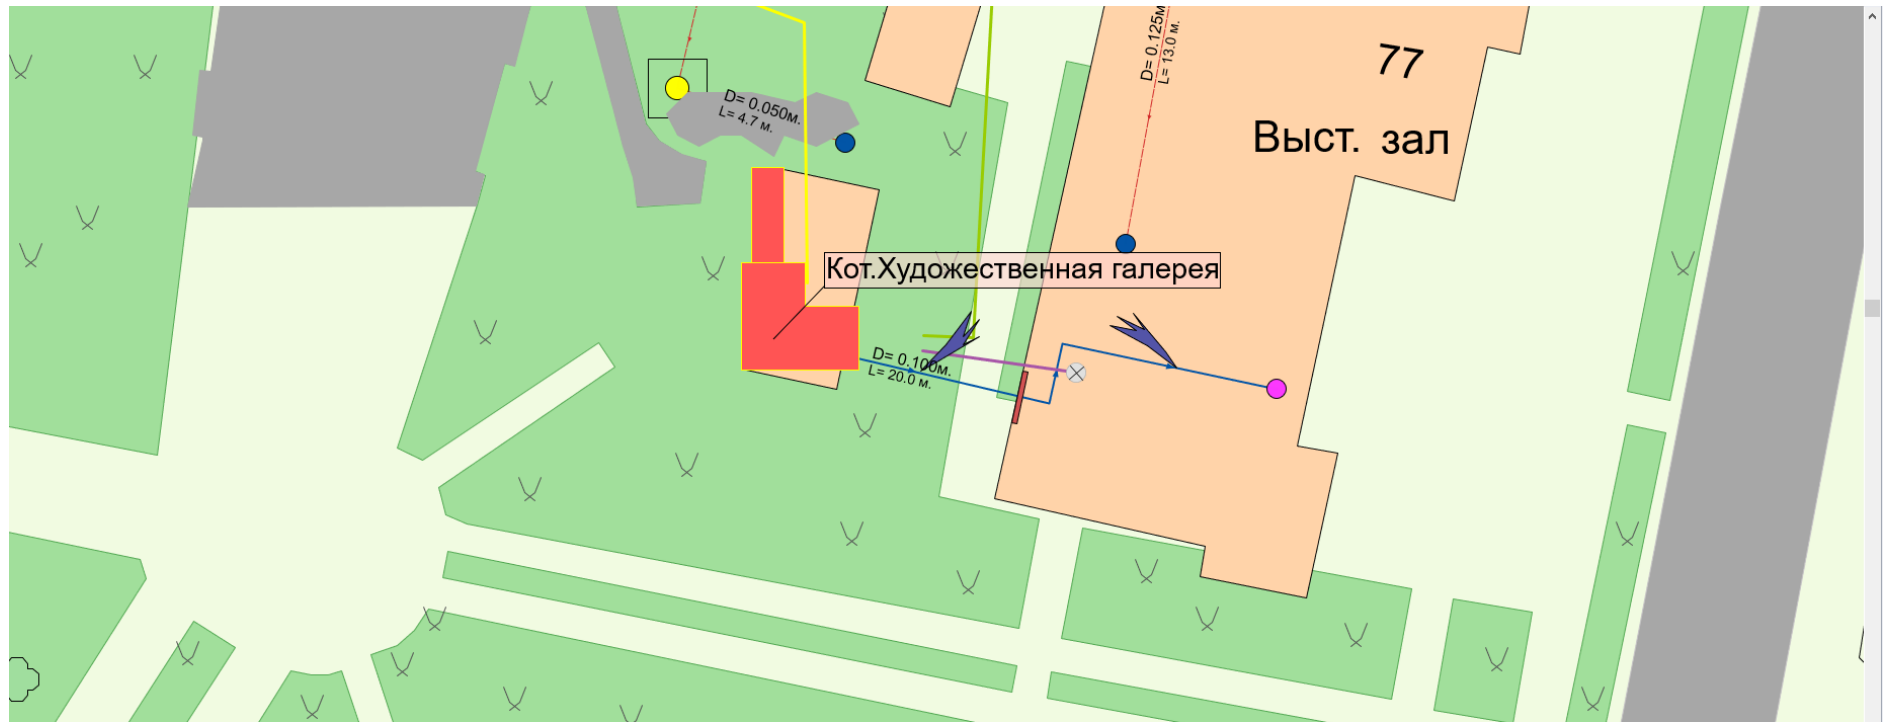 D= 0.125м
L= 13.0 м.
77
Выст. зал
D= 0.050м.
L= 4.7 м.
Кот.Художественная галерея
D= 0.100м.
L= 20.0 м.